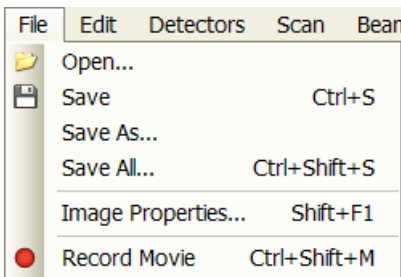 File Edit Detectors Scan
Open...
Save Ctrl+S
Save As...
Save All... Ctrl+Shift+S
Image Properties... Shift+F1
Record Movie Ctrl+Shift+M